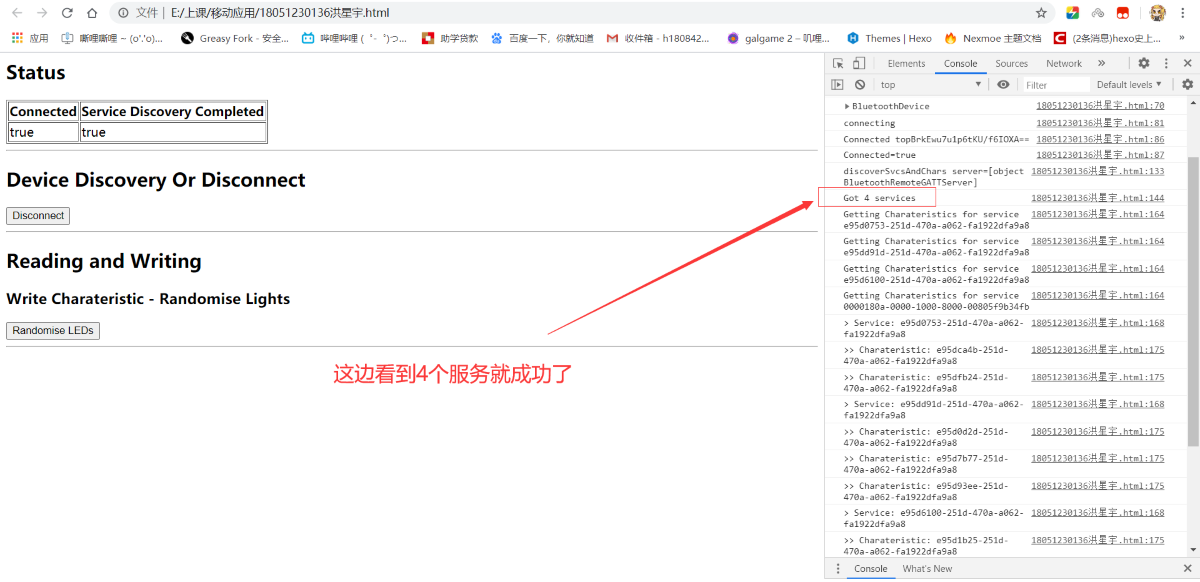 文件 | E:/上课/移动应用/18051230136洪星宇.html
应用 嘶哩嘶哩 ~ (o'.'o)... Greasy Fork - 安全... 哔哩哔哩 ( ゜- ゜)つ... 助学贷款 百度一下，你就知道 收件箱 - h180842... galgame 2 – 叽哩... Themes | Hexo Nexmoe 主题文档 (2条消息)hexo史上... »
Elements Console Sources Network »
top Filter Default levels
Status
Connected Service Discovery Completed
true true
Device Discovery Or Disconnect
Disconnect
Reading and Writing
Write Charateristic - Randomise Lights
Randomise LEDs
这边看到4个服务就成功了
BluetoothDevice 18051230136洪星宇.html:70
connecting 18051230136洪星宇.html:81
Connected topBrkEwu7u1p6tKU/f6IOXA== 18051230136洪星宇.html:86
Connected=true 18051230136洪星宇.html:87
discoverSvcsAndChars server=[object 18051230136洪星宇.html:133
BluetoothRemoteGATTServer]
Got 4 services 18051230136洪星宇.html:144
Getting Charateristics for service 18051230136洪星宇.html:164
e95d0753-251d-470a-a062-fa1922dfa9a8
Getting Charateristics for service 18051230136洪星宇.html:164
e95dd91d-251d-470a-a062-fa1922dfa9a8
Getting Charateristics for service 18051230136洪星宇.html:164
e95d6100-251d-470a-a062-fa1922dfa9a8
Getting Charateristics for service 18051230136洪星宇.html:164
0000180a-0000-1000-8000-00805f9b34fb
> Service: e95d0753-251d-470a-a062- 18051230136洪星宇.html:168
fa1922dfa9a8
>> Charateristic: e95dca4b-251d- 18051230136洪星宇.html:175
470a-a062-fa1922dfa9a8
>> Charateristic: e95dfb24-251d- 18051230136洪星宇.html:175
470a-a062-fa1922dfa9a8
> Service: e95dd91d-251d-470a-a062- 18051230136洪星宇.html:168
fa1922dfa9a8
>> Charateristic: e95d0d2d-251d- 18051230136洪星宇.html:175
470a-a062-fa1922dfa9a8
>> Charateristic: e95d7b77-251d- 18051230136洪星宇.html:175
470a-a062-fa1922dfa9a8
>> Charateristic: e95d93ee-251d- 18051230136洪星宇.html:175
470a-a062-fa1922dfa9a8
> Service: e95d6100-251d-470a-a062- 18051230136洪星宇.html:168
fa1922dfa9a8
>> Charateristic: e95d1b25-251d- 18051230136洪星宇.html:175
470a-a062-fa1922dfa9a8
Console What's New